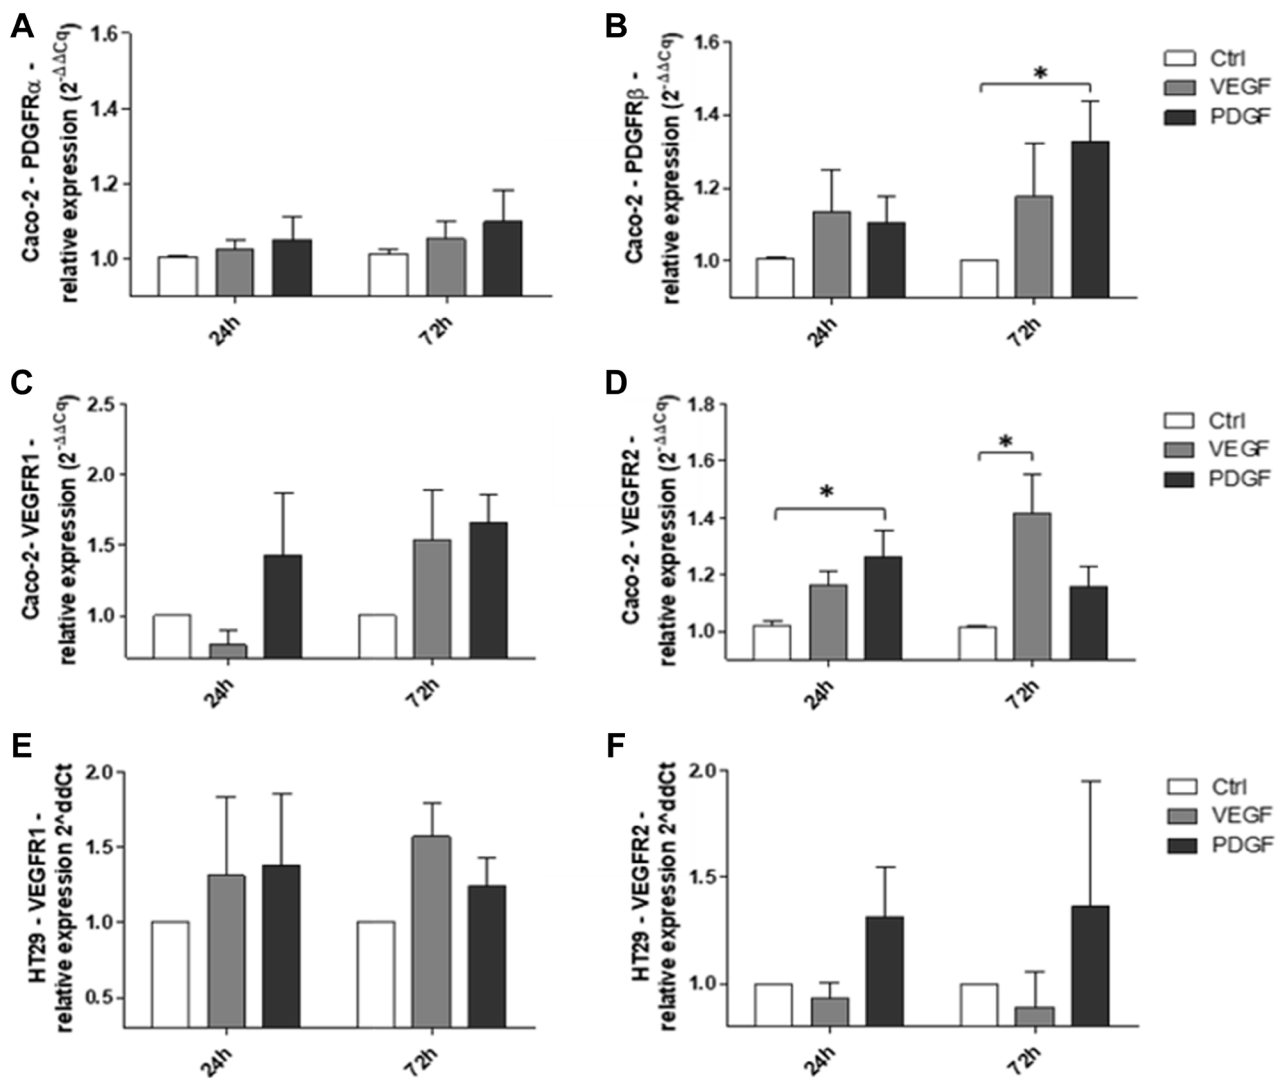 A
Caco-2 - PDGFRα -
relative expression (2^-ΔΔCq)
1.6
1.4
1.2
1.0
24h
72h
B
Caco-2 - PDGFRβ -
relative expression (2^-ΔΔCq)
1.6
1.4
1.2
1.0
*
24h
72h
Ctrl
VEGF
PDGF
C
Caco-2- VEGFR1 -
relative expression (2^-ΔΔCq)
2.5
2.0
1.5
1.0
24h
72h
D
Caco-2 - VEGFR2 -
relative expression (2^-ΔΔCq)
1.8
1.6
1.4
1.2
1.0
*
*
24h
72h
Ctrl
VEGF
PDGF
E
HT29 - VEGFR1 -
relative expression 2^ddCt
2.0
1.5
1.0
0.5
24h
72h
F
HT29 - VEGFR2 -
relative expression 2^ddCt
2.0
1.5
1.0
24h
72h
Ctrl
VEGF
PDGF